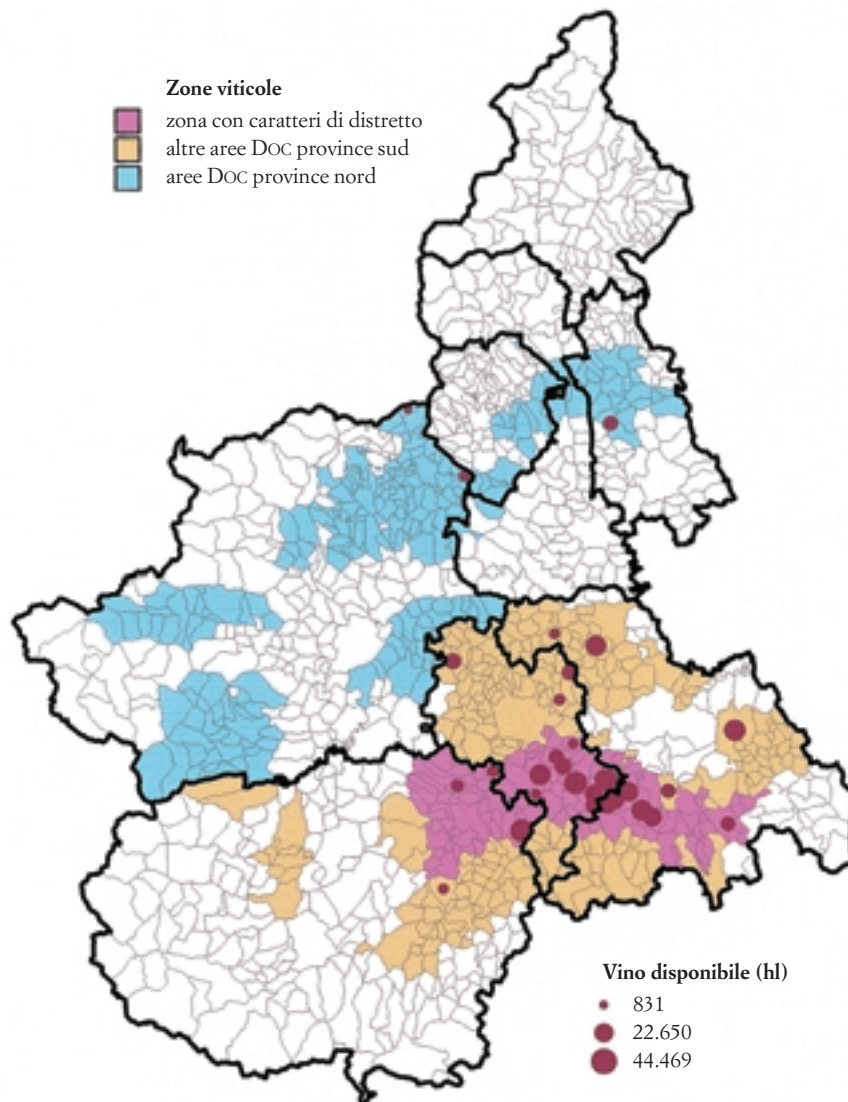 Zone viticole
zona con caratteri di distretto
altre aree DOC province sud
aree DOC province nord
Vino disponibile (hl)
831
22.650
44.469